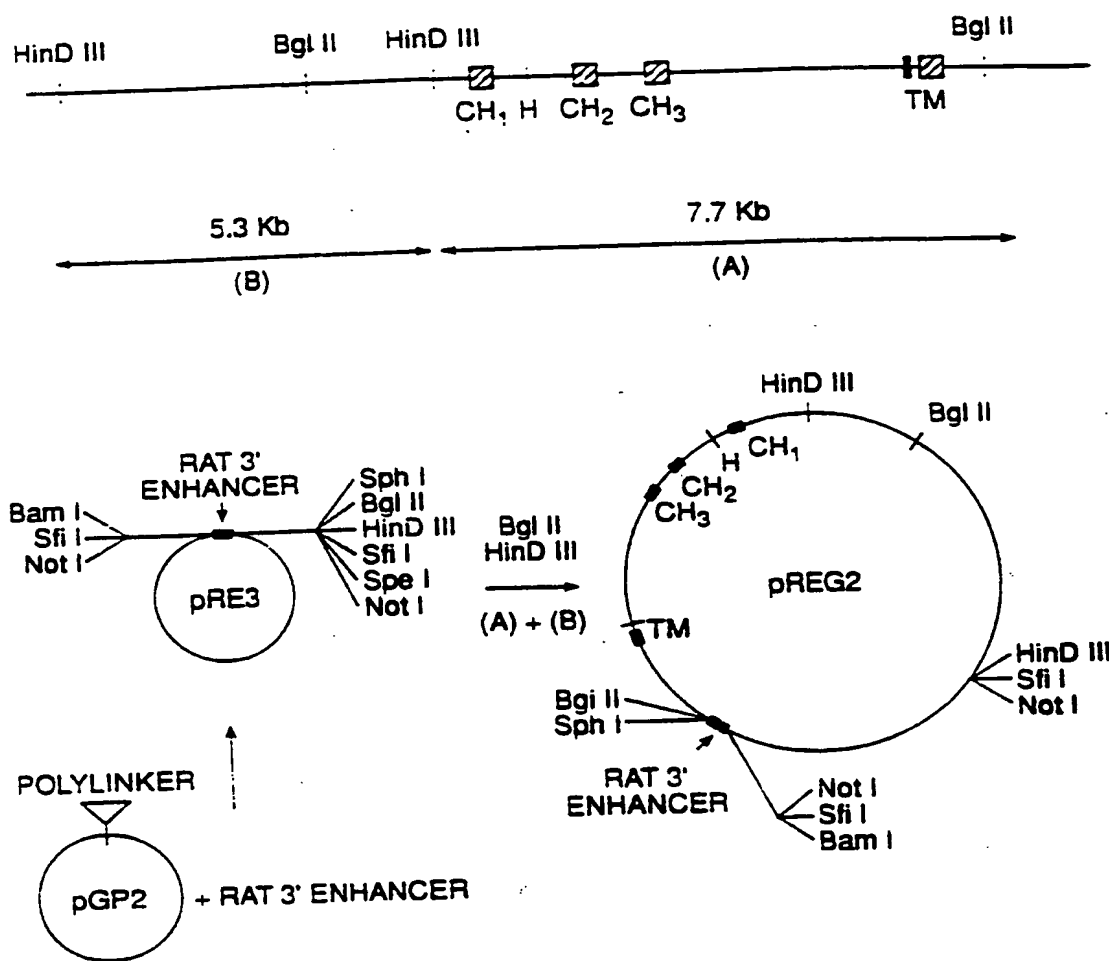 HinD III
Bgl II
HinD III
Bgl II
CH1 H CH2 CH3
TM
5.3 Kb
7.7 Kb
(B)
(A)
RAT 3'
ENHANCER
Bam I
Sfi I
Not I
Sph I
Bgl II
HinD III
Sfi I
Spe I
Not I
pRE3
Bgl II
HinD III
(A) + (B)
HinD III
Bgl II
CH1
H
CH2
CH3
pREG2
TM
Bgi II
Sph I
HinD III
Sfi I
Not I
RAT 3'
ENHANCER
Not I
Sfi I
Bam I
POLYLINKER
pGP2
+ RAT 3' ENHANCER